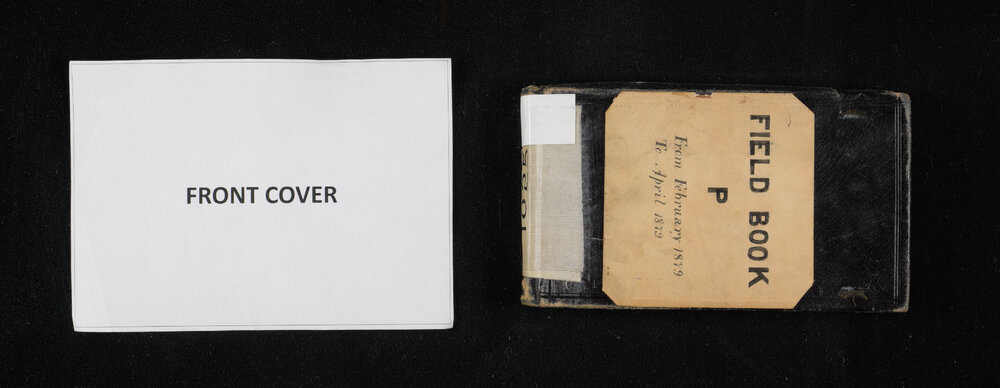 FRONT COVER
FIELD BOOK
P
From February 1879
To April 1879